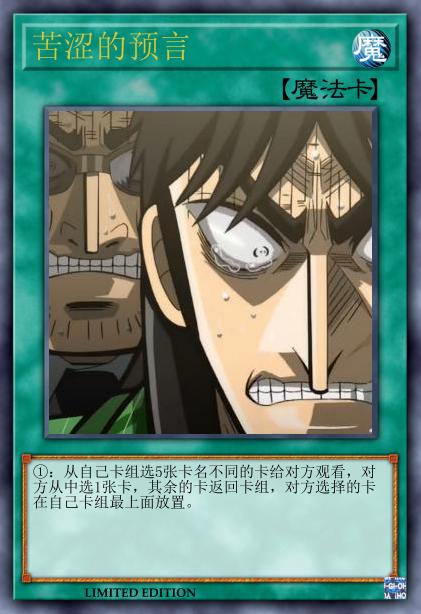 苦涩的预言
魔
【魔法卡】
①：从自己卡组选5张卡名不同的卡给对方观看，对
方从中选1张卡，其余的卡返回卡组，对方选择的卡
在自己卡组最上面放置。
LIMITED EDITION